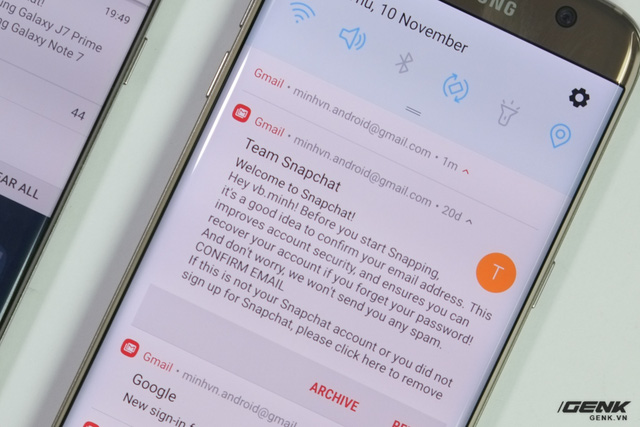 19:49
ng Galaxy J7 Prime
g Galaxy Note 7
44
EAR ALL
SAMSUNG
Thu, 10 November
Gmail • minhvn.android@gmail.com • 1m
Gmail • minhvn.android@gmail.com • 20d
Team Snapchat
Welcome to Snapchat!
Hey vb.minh! Before you start Snapping,
it's a good idea to confirm your email address. This
improves account security, and ensures you can
recover your account if you forget your password!
And don't worry, we won't send you any spam.
CONFIRM EMAIL
If this is not your Snapchat account or you did not
sign up for Snapchat, please click here to remove
T
ARCHIVE
Gmail • minhvn.android@gmail.com
Google
New sign-in f
GENK
GENK.VN